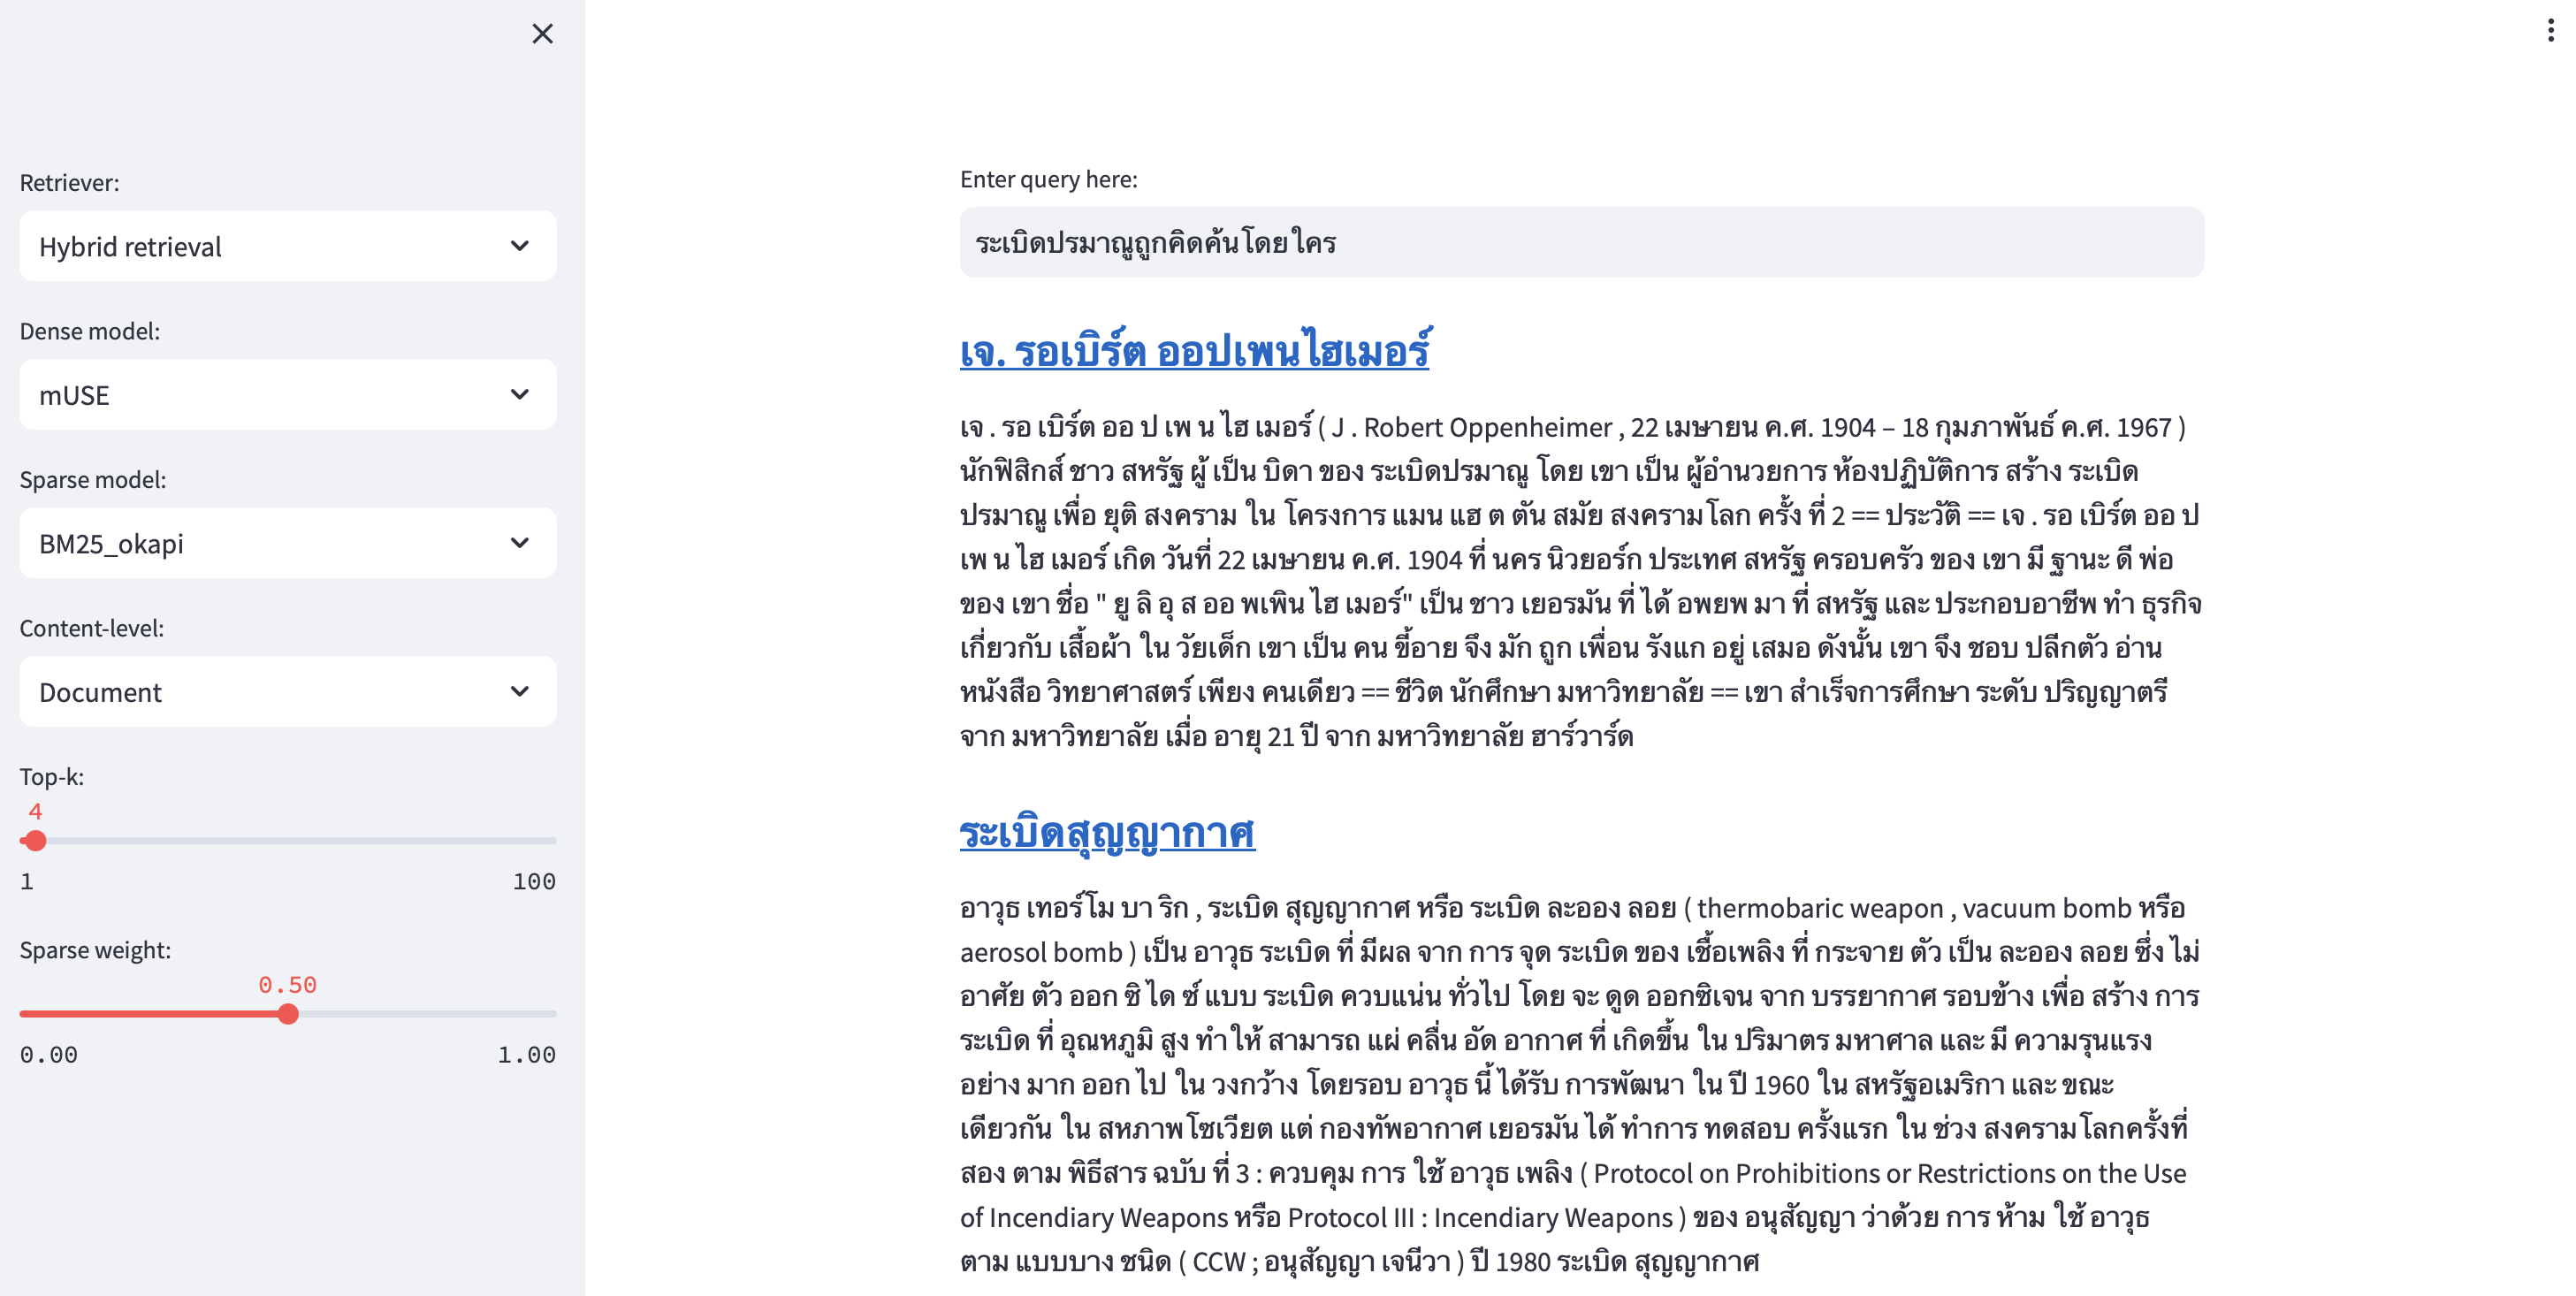 Retriever:
Hybrid retrieval
Dense model:
mUSE
Sparse model:
BM25_okapi
Content-level:
Document
Top-k:
4
1 100
Sparse weight:
0.50
0.00 1.00
Enter query here:
ระเบิดปรมาณูถูกคิดค้นโดยใคร
เจ. รอเบิร์ต ออปเพนไฮเมอร์
เจ . รอ เบิร์ต ออ ป เพ น ไฮ เมอร์ ( J . Robert Oppenheimer , 22 เมษายน ค.ศ. 1904 – 18 กุมภาพันธ์ ค.ศ. 1967 )
นักฟิสิกส์ ชาว สหรัฐ ผู้ เป็น บิดา ของ ระเบิดปรมาณู โดย เขา เป็น ผู้อำนวยการ ห้องปฏิบัติการ สร้าง ระเบิด
ปรมาณู เพื่อ ยุติ สงคราม ใน โครงการ แมน แฮ ต ตัน สมัย สงครามโลก ครั้ง ที่ 2 == ประวัติ == เจ . รอ เบิร์ต ออ ป
เพ น ไฮ เมอร์ เกิด วันที่ 22 เมษายน ค.ศ. 1904 ที่ นคร นิวยอร์ก ประเทศ สหรัฐ ครอบครัว ของ เขา มี ฐานะ ดี พ่อ
ของ เขา ชื่อ " ยู ลิ อุ ส ออ พเพิน ไฮ เมอร์" เป็น ชาว เยอรมัน ที่ ได้ อพยพ มา ที่ สหรัฐ และ ประกอบอาชีพ ทำ ธุรกิจ
เกี่ยวกับ เสื้อผ้า ใน วัยเด็ก เขา เป็น คน ขี้อาย จึง มัก ถูก เพื่อน รังแก อยู่ เสมอ ดังนั้น เขา จึง ชอบ ปลีกตัว อ่าน
หนังสือ วิทยาศาสตร์ เพียง คนเดียว == ชีวิต นักศึกษา มหาวิทยาลัย == เขา สำเร็จการศึกษา ระดับ ปริญญาตรี
จาก มหาวิทยาลัย เมื่อ อายุ 21 ปี จาก มหาวิทยาลัย ฮาร์วาร์ด
ระเบิดสุญญากาศ
อาวุธ เทอร์โม บา ริก , ระเบิด สุญญากาศ หรือ ระเบิด ละออง ลอย ( thermobaric weapon , vacuum bomb หรือ
aerosol bomb ) เป็น อาวุธ ระเบิด ที่ มีผล จาก การ จุด ระเบิด ของ เชื้อเพลิง ที่ กระจาย ตัว เป็น ละออง ลอย ซึ่ง ไม่
อาศัย ตัว ออก ซิ ได ซ์ แบบ ระเบิด ควบแน่น ทั่วไป โดย จะ ดูด ออกซิเจน จาก บรรยากาศ รอบข้าง เพื่อ สร้าง การ
ระเบิด ที่ อุณหภูมิ สูง ทำให้ สามารถ แผ่ คลื่น อัด อากาศ ที่ เกิดขึ้น ใน ปริมาตร มหาศาล และ มี ความรุนแรง
อย่าง มาก ออก ไป ใน วงกว้าง โดยรอบ อาวุธ นี้ ได้รับ การพัฒนา ใน ปี 1960 ใน สหรัฐอเมริกา และ ขณะ
เดียวกัน ใน สหภาพโซเวียต แต่ กองทัพอากาศ เยอรมัน ได้ ทำการ ทดสอบ ครั้งแรก ใน ช่วง สงครามโลกครั้งที่
สอง ตาม พิธีสาร ฉบับ ที่ 3 : ควบคุม การ ใช้ อาวุธ เพลิง ( Protocol on Prohibitions or Restrictions on the Use
of Incendiary Weapons หรือ Protocol III : Incendiary Weapons ) ของ อนุสัญญา ว่าด้วย การ ห้าม ใช้ อาวุธ
ตาม แบบบาง ชนิด ( CCW ; อนุสัญญา เจนีวา ) ปี 1980 ระเบิด สุญญากาศ